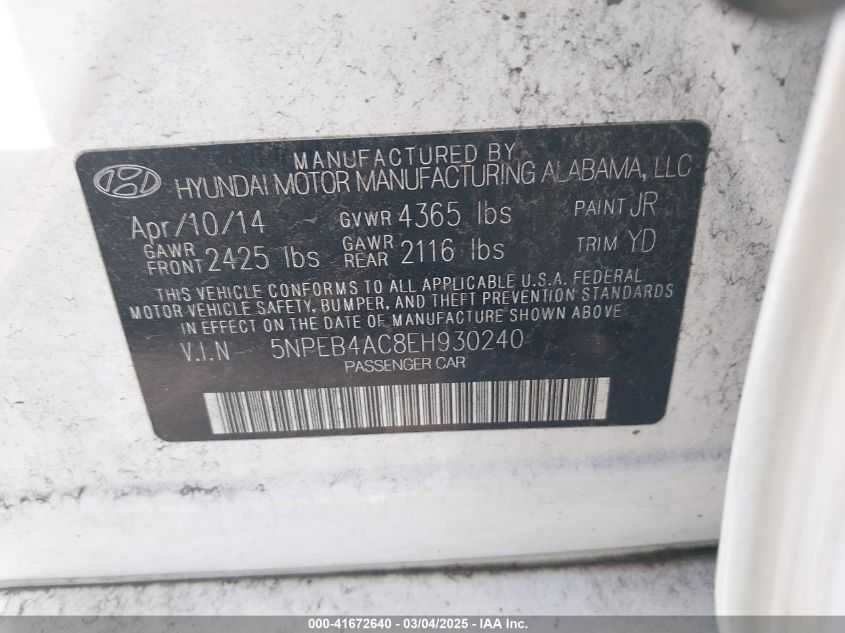 MANUFACTURED BY
HYUNDAI MOTOR MANUFACTURING ALABAMA, LLC
Apr/10/14 GVWR 4365 lbs PAINT JR
GAWR FRONT 2425 lbs GAWR REAR 2116 lbs TRIM YD
THIS VEHICLE CONFORMS TO ALL APPLICABLE U.S.A. FEDERAL
MOTOR VEHICLE SAFETY, BUMPER, AND THEFT PREVENTION STANDARDS
IN EFFECT ON THE DATE OF MANUFACTURE SHOWN ABOVE
V.I.N 5NPEB4AC8EH930240
PASSENGER CAR
000-41672640 - 03/04/2025 - IAA Inc.